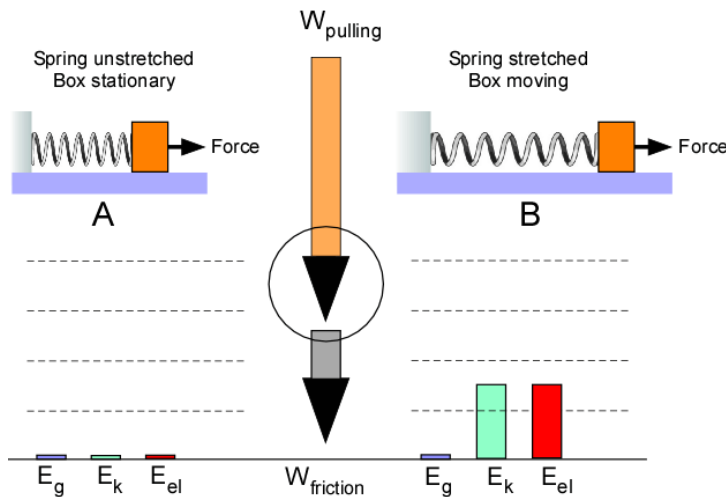 W_pulling
Spring unstretched
Box stationary
Spring stretched
Box moving
Force
Force
A
B
E_g E_k E_el
W_friction
E_g E_k E_el